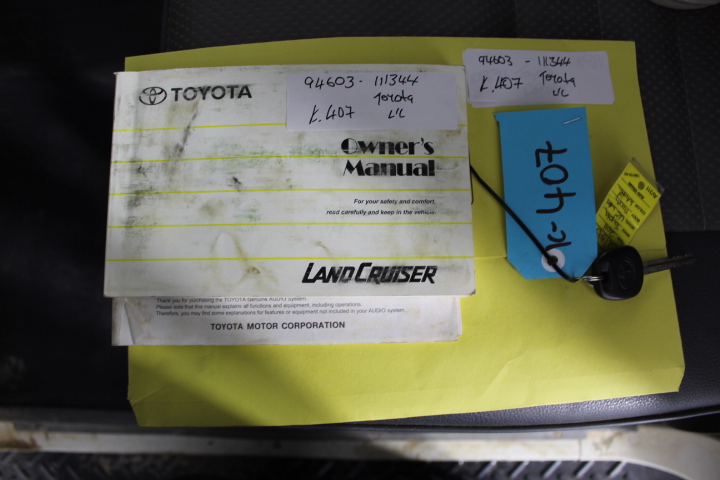 94603 - 111344
K.407 Toyota
L/C
94603 - 111344
K.407 Toyota
L/C
TOYOTA
Owner's
Manual
For your safety and comfort,
read carefully and keep in the vehicle.
LAND CRUISER
K-407
Thank you for purchasing the TOYOTA Genuine AUDIO system.
Please note that this manual explains all functions and equipment, including options.
Therefore, you may find some explanations for features or equipment not included in your AUDIO system.
TOYOTA MOTOR CORPORATION